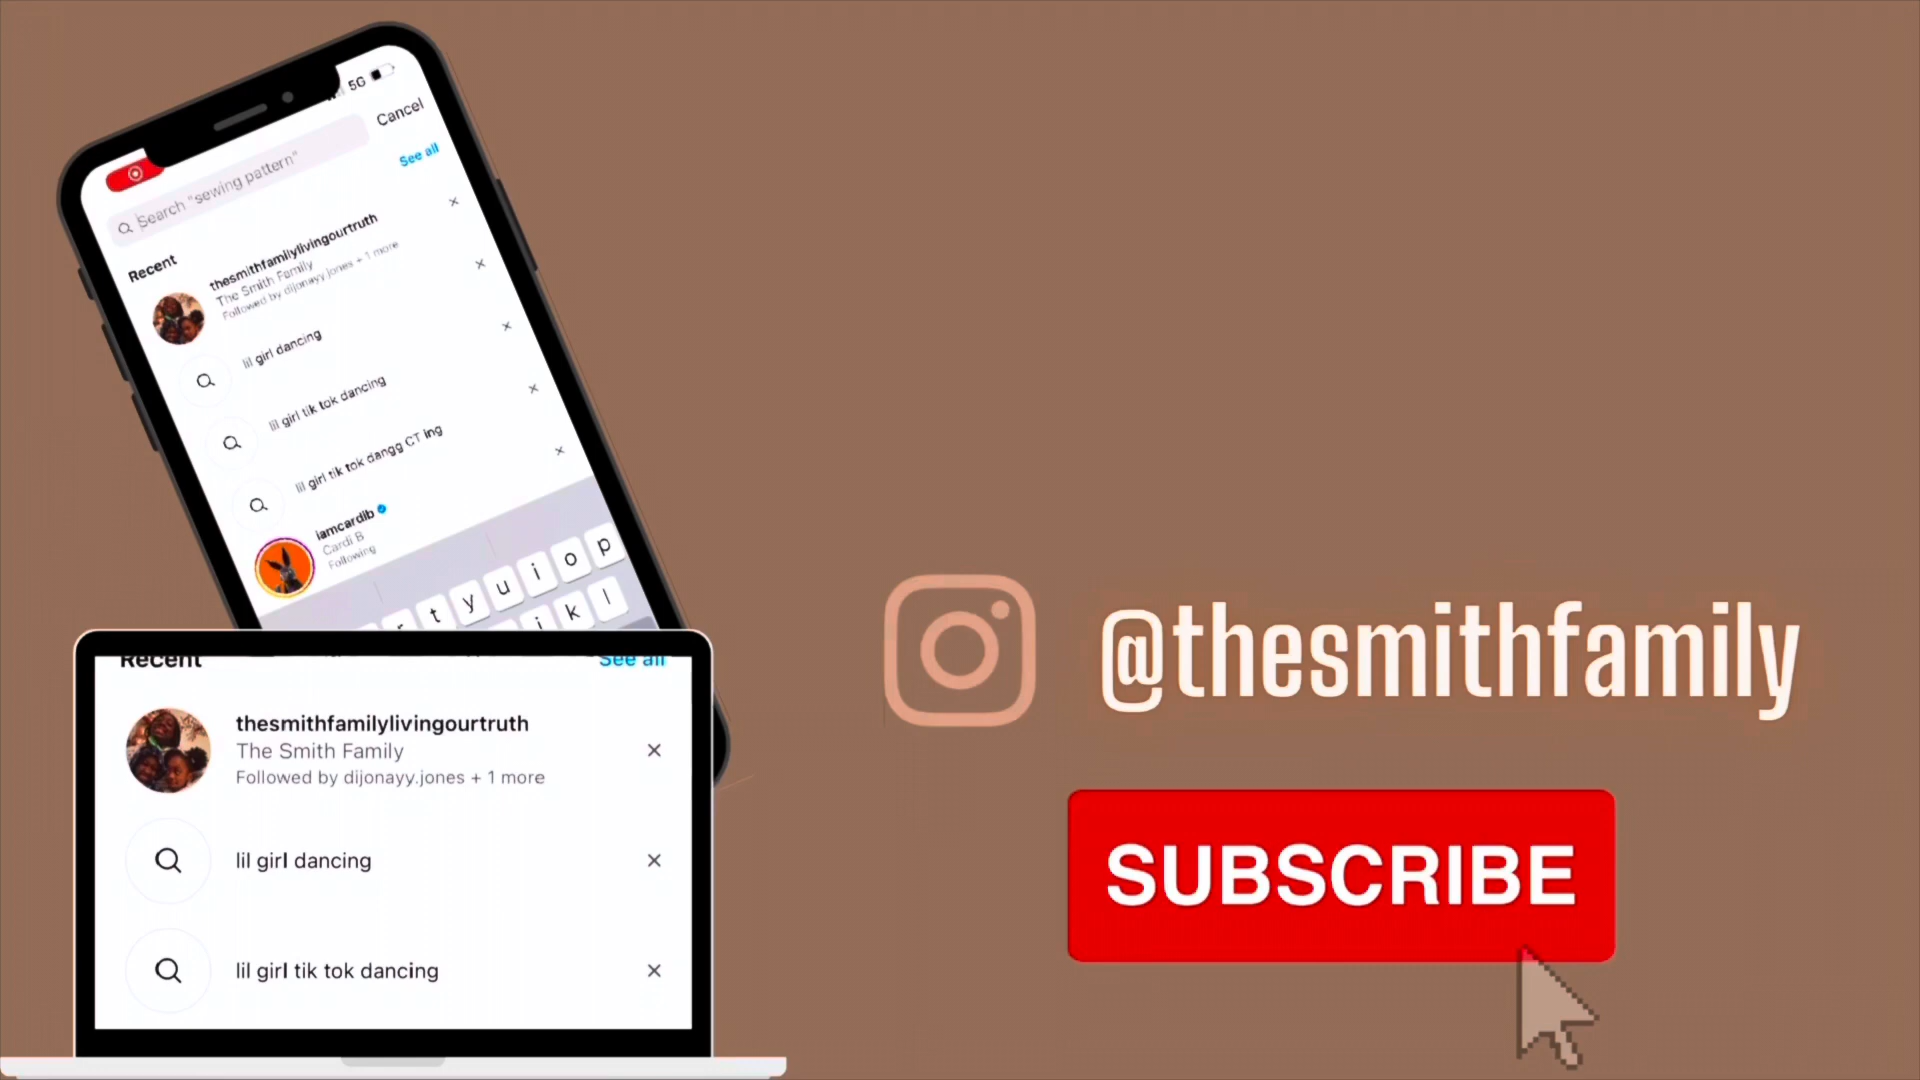 5G
Cancel
Search "sewing pattern"
See all
Recent
thesmithfamilylivingourtruth
The Smith Family
Followed by dijonayy.jones + 1 more
lil girl dancing
lil girl tik tok dancing
lil girl tik tok dangg CT ing
iamcardib
Cardi B
Following
r t y u i o p
j k l
Recent
See all
thesmithfamilylivingourtruth
The Smith Family
Followed by dijonayy.jones + 1 more
lil girl dancing
lil girl tik tok dancing
@thesmithfamily
SUBSCRIBE